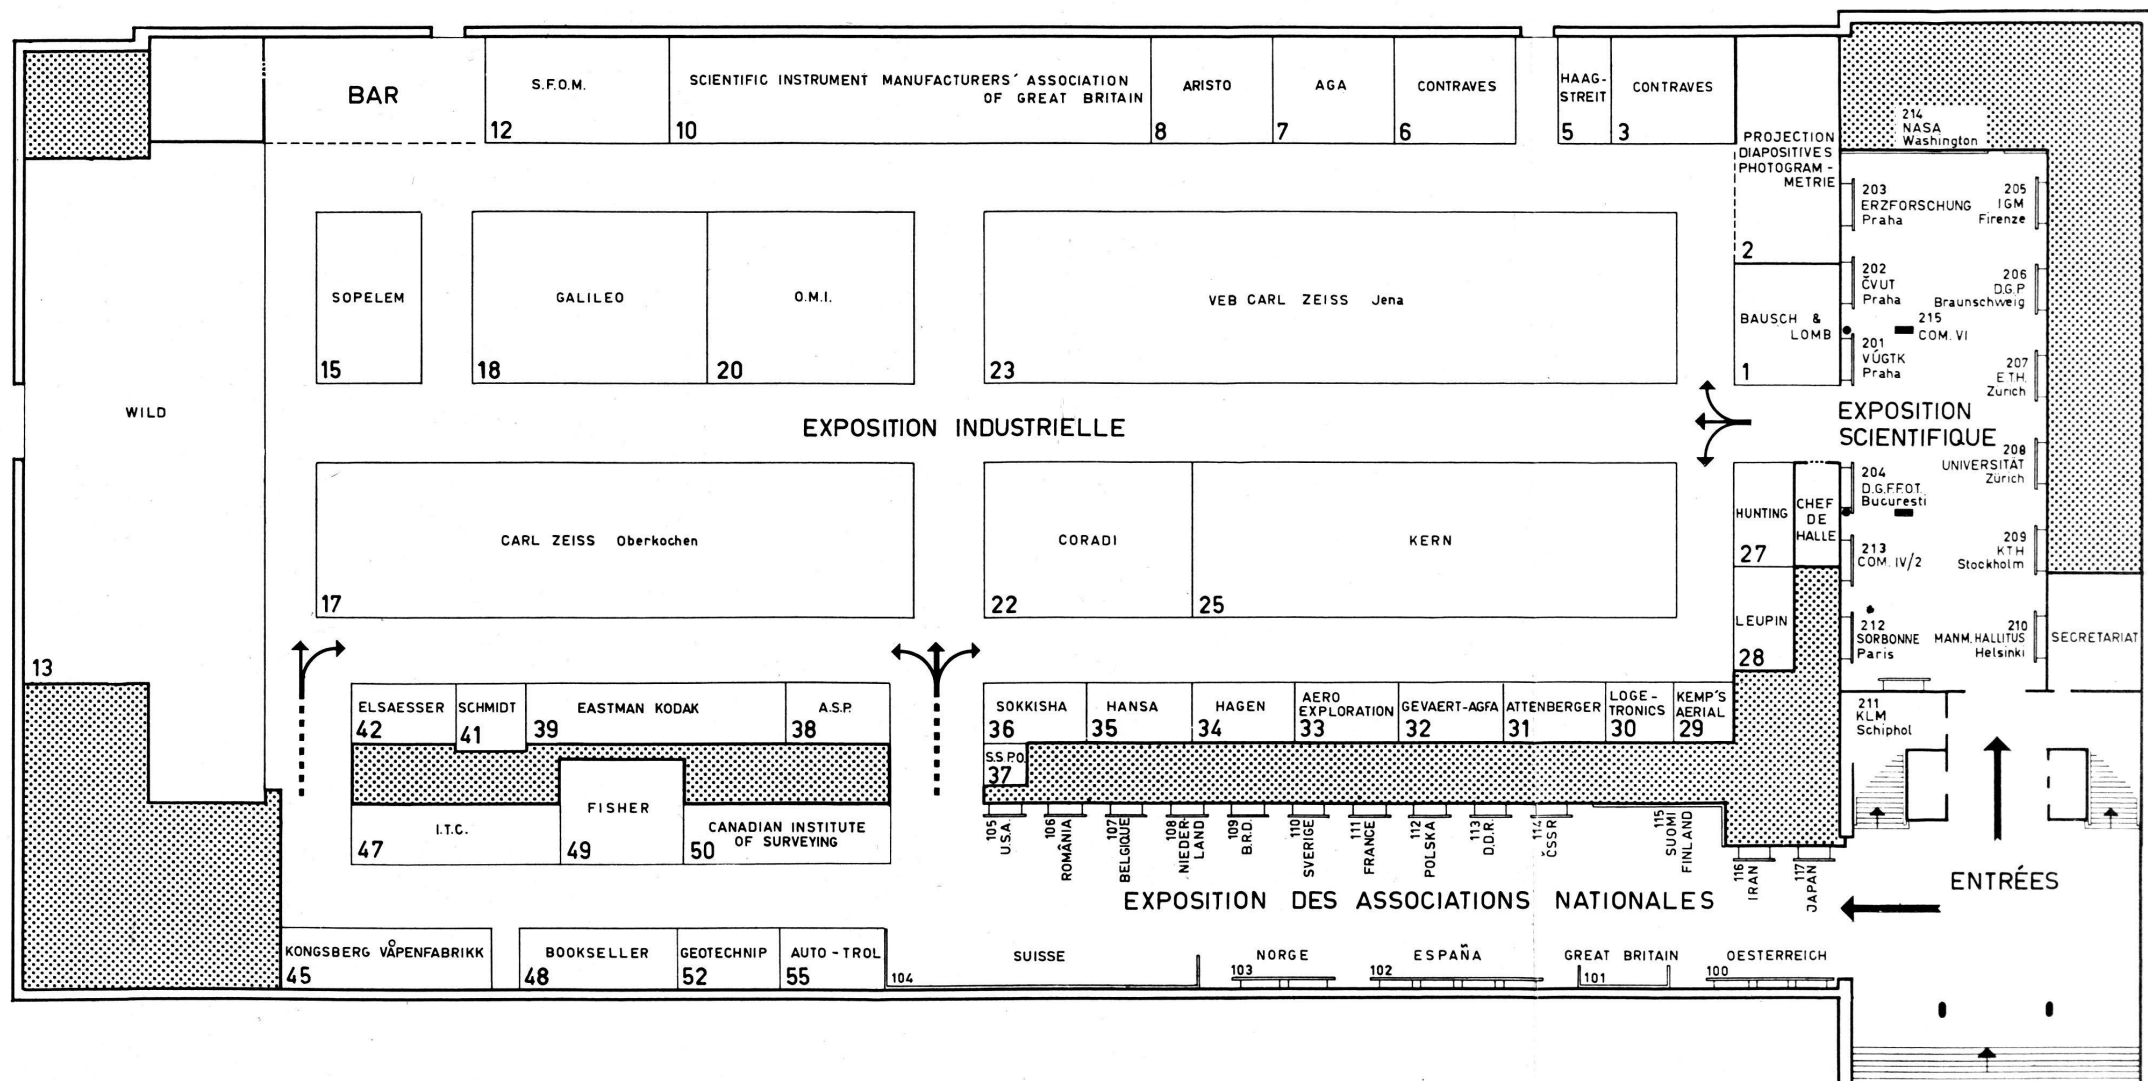 BAR
S.F.O.M.
12
SCIENTIFIC INSTRUMENT MANUFACTURERS´ ASSOCIATION
OF GREAT BRITAIN
10
ARISTO
8
AGA
7
CONTRAVES
6
HAAG-
STREIT
5
CONTRAVES
3
PROJECTION
DIAPOSITIVES
PHOTOGRAM-
METRIE
2
214
NASA
Washington
203
ERZFORSCHUNG
Praha
205
IGM
Firenze
202
ČVUT
Praha
206
D.G.P
Braunschweig
215
COM. VI
201
VÚGTK
Praha
207
E.T.H.
Zürich
SOPELEM
15
GALILEO
18
O.M.I.
20
VEB CARL ZEISS Jena
23
BAUSCH &
LOMB
1
WILD
13
EXPOSITION INDUSTRIELLE
EXPOSITION
SCIENTIFIQUE
208
UNIVERSITÄT
Zürich
204
D.G.F.F.OT.
Bucuresti
209
KTH
Stockholm
213
COM. IV/2
212
SORBONNE
Paris
210
MANM. HALLITUS
Helsinki
SECRETARIAT
211
KLM
Schiphol
CARL ZEISS Oberkochen
17
CORADI
22
KERN
25
HUNTING
27
CHEF
DE
HALLE
LEUPIN
28
ELSAESSER
42
SCHMIDT
41
EASTMAN KODAK
39
A.S.P.
38
SOKKISHA
36
HANSA
35
HAGEN
34
AERO
EXPLORATION
33
GEVAERT-AGFA
32
ATTENBERGER
31
LOGE-
TRONICS
30
KEMP'S
AERIAL
29
S.S.P.O.
37
I.T.C.
47
FISHER
49
CANADIAN INSTITUTE
OF SURVEYING
50
105
U.S.A.
106
ROMÂNIA
107
BELGIQUE
108
NIEDER-
LAND
109
B.R.D.
110
SVERIGE
111
FRANCE
112
POLSKA
113
D.D.R.
114
ČSSR
115
SUOMI
FINLAND
116
IRAN
117
JAPAN
EXPOSITION DES ASSOCIATIONS NATIONALES
ENTRÉES
KONGSBERG VÅPENFABRIKK
45
BOOKSELLER
48
GEOTECHNIP
52
AUTO-TROL
55
SUISSE
104
NORGE
103
ESPAÑA
102
GREAT BRITAIN
101
OESTERREICH
100